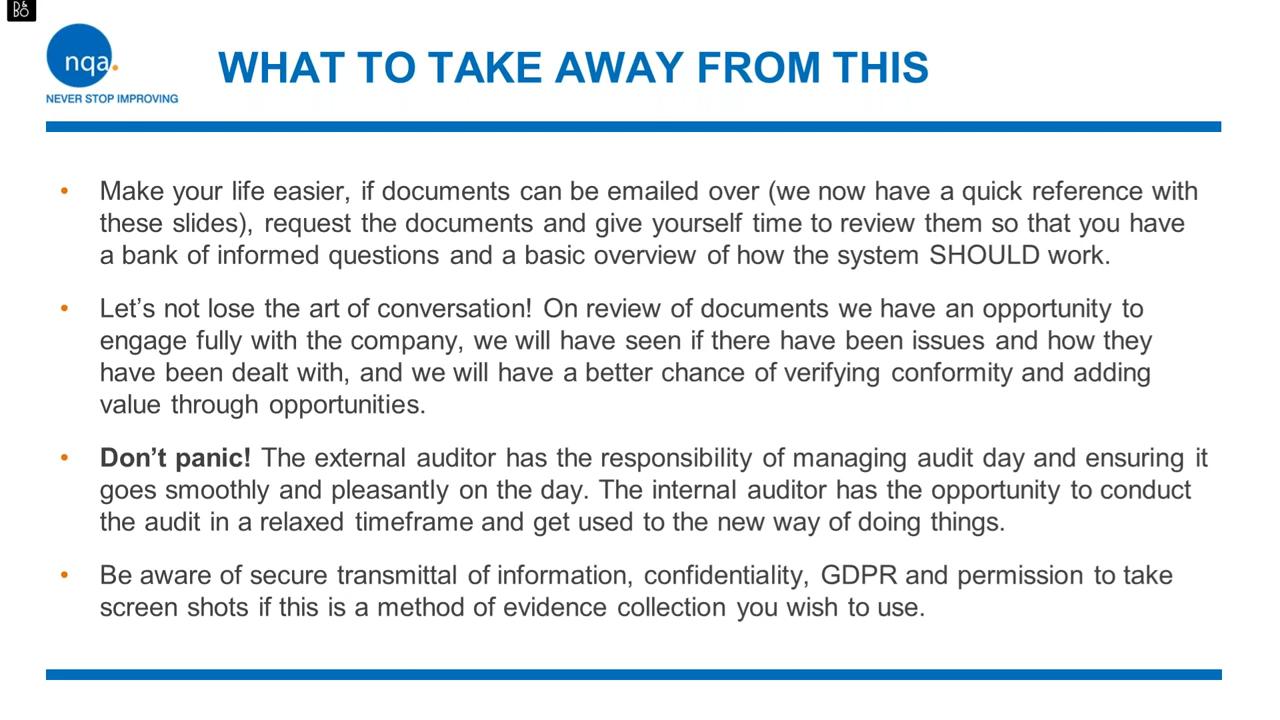 B&
BO
nqa.
NEVER STOP IMPROVING
WHAT TO TAKE AWAY FROM THIS
• Make your life easier, if documents can be emailed over (we now have a quick reference with
these slides), request the documents and give yourself time to review them so that you have
a bank of informed questions and a basic overview of how the system SHOULD work.
• Let’s not lose the art of conversation! On review of documents we have an opportunity to
engage fully with the company, we will have seen if there have been issues and how they
have been dealt with, and we will have a better chance of verifying conformity and adding
value through opportunities.
• Don’t panic! The external auditor has the responsibility of managing audit day and ensuring it
goes smoothly and pleasantly on the day. The internal auditor has the opportunity to conduct
the audit in a relaxed timeframe and get used to the new way of doing things.
• Be aware of secure transmittal of information, confidentiality, GDPR and permission to take
screen shots if this is a method of evidence collection you wish to use.